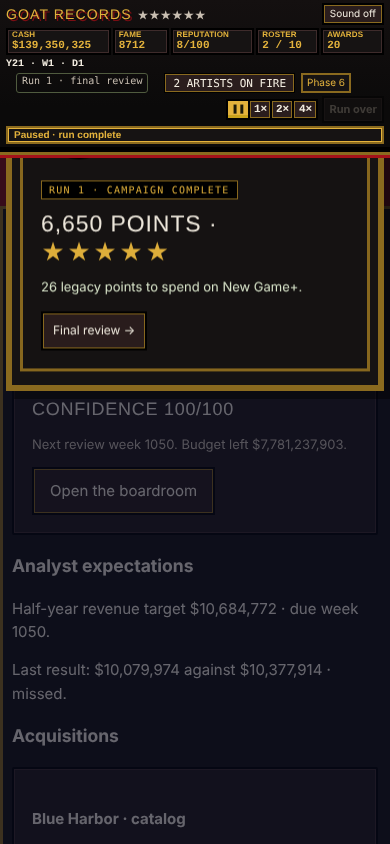 GOAT RECORDS ★★★★★★★
Sound off
CASH
$139,350,325
FAME
8712
REPUTATION
8/100
ROSTER
2 / 10
AWARDS
20
Y21 · W1 · D1
Run 1 · final review
2 ARTISTS ON FIRE
Phase 6
1× 2× 4×
Run over
Paused · run complete
RUN 1 · CAMPAIGN COMPLETE
6,650 POINTS ·
★★★★★
26 legacy points to spend on New Game+.
Final review →
CONFIDENCE 100/100
Next review week 1050. Budget left $7,781,237,903.
Open the boardroom
Analyst expectations
Half-year revenue target $10,684,772 · due week
1050.
Last result: $10,079,974 against $10,377,914 ·
missed.
Acquisitions
Blue Harbor · catalog